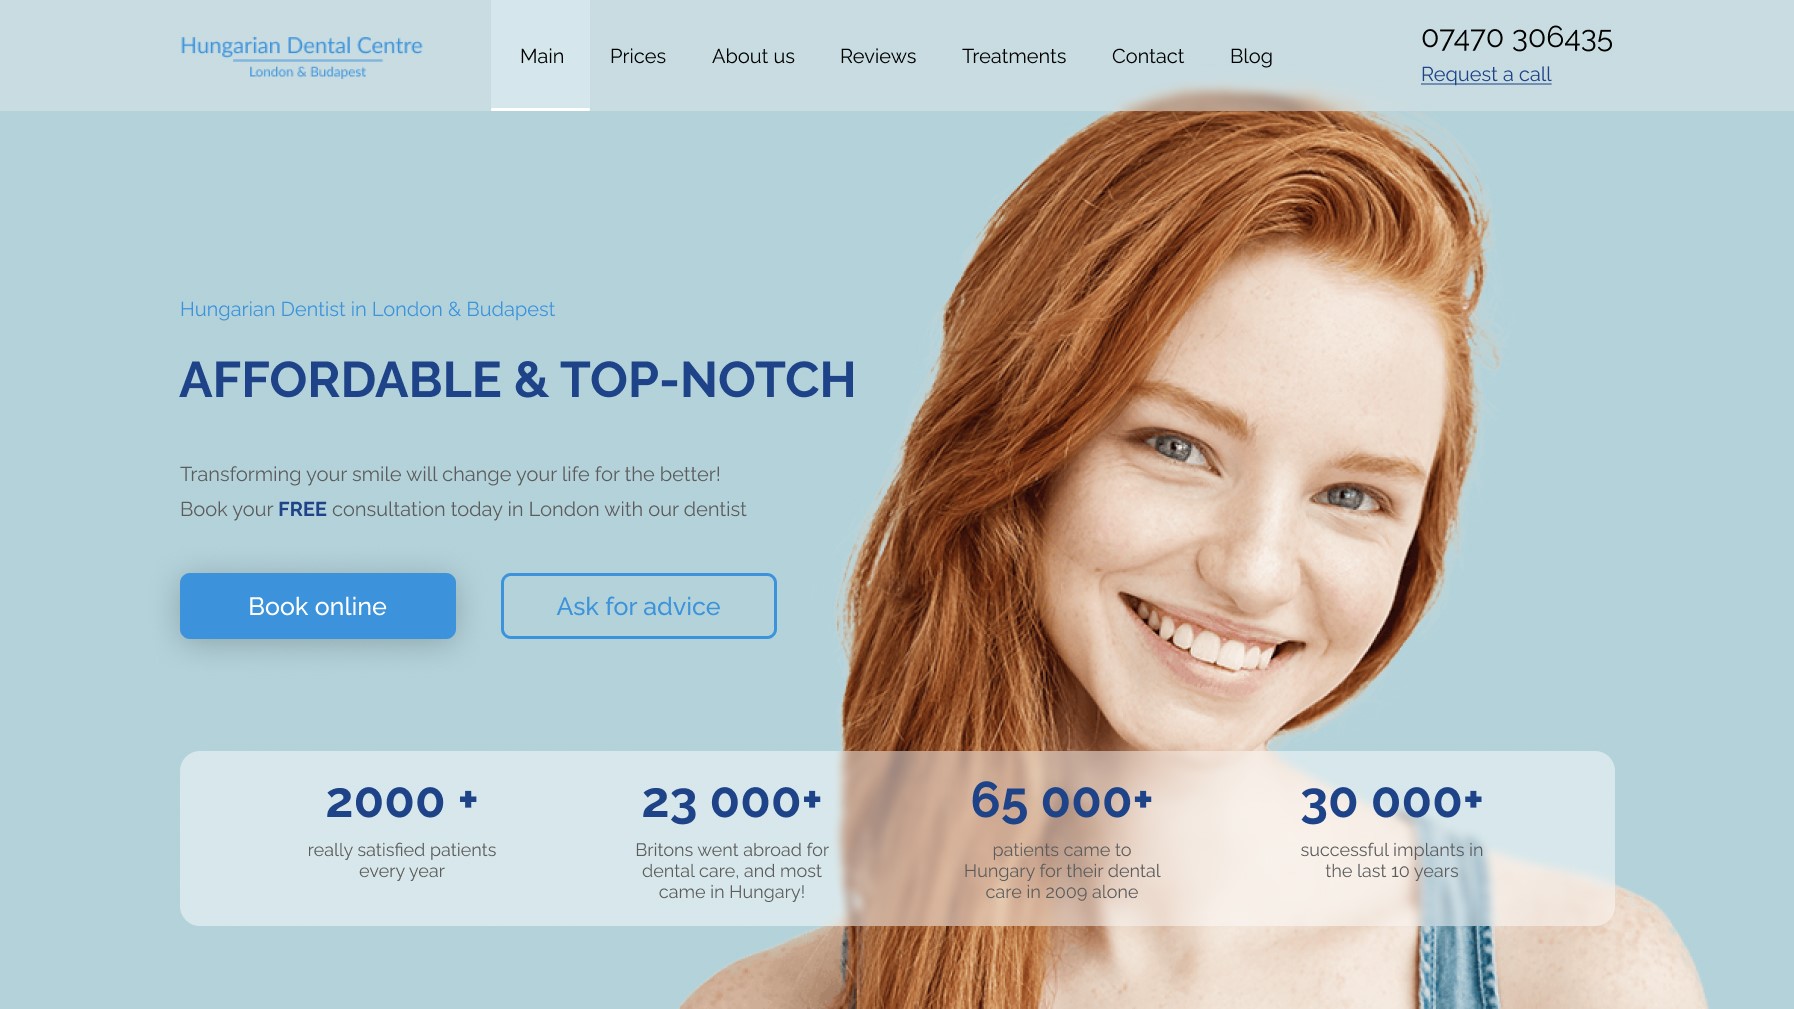 Hungarian Dental Centre
London & Budapest
Main
Prices
About us
Reviews
Treatments
Contact
Blog
07470 306435
Request a call
Hungarian Dentist in London & Budapest
AFFORDABLE & TOP-NOTCH
Transforming your smile will change your life for the better!
Book your FREE consultation today in London with our dentist
Book online
Ask for advice
2000 +
really satisfied patients
every year
23 000+
Britons went abroad for
dental care, and most
came in Hungary!
65 000+
patients came to
Hungary for their dental
care in 2009 alone
30 000+
successful implants in
the last 10 years